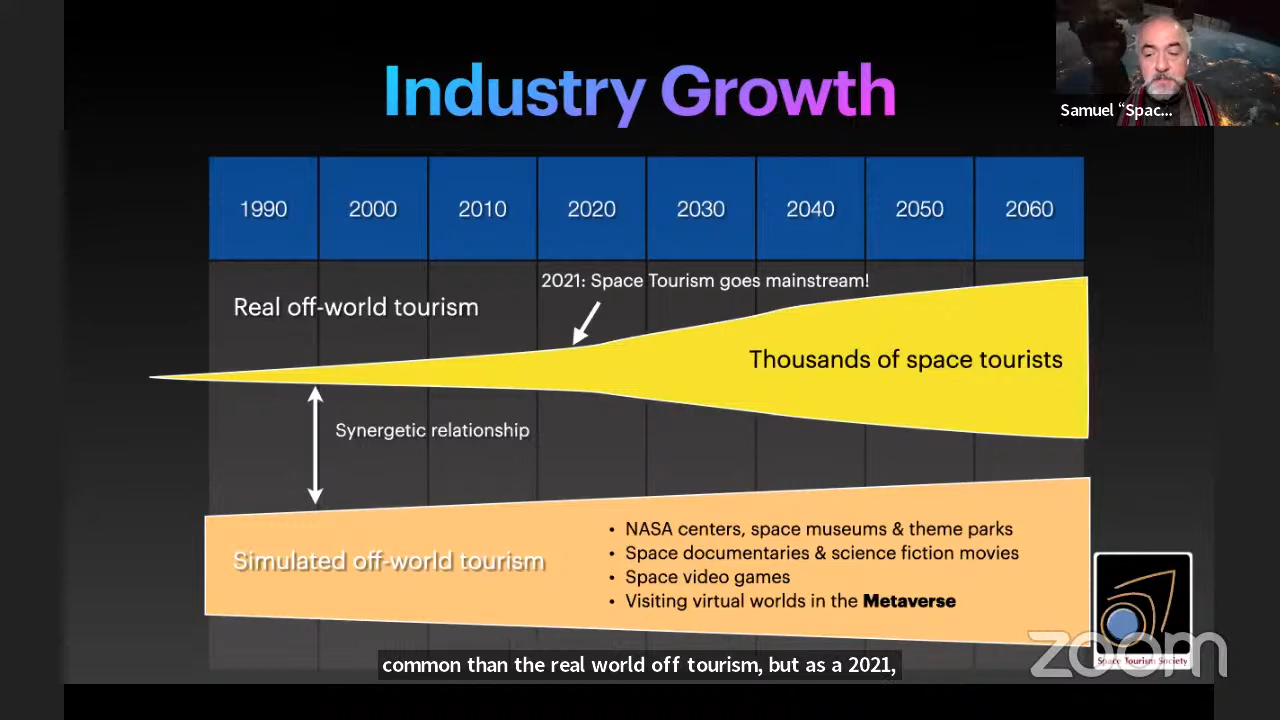 Industry Growth
Samuel “Spac...
1990 2000 2010 2020 2030 2040 2050 2060
2021: Space Tourism goes mainstream!
Real off-world tourism
Thousands of space tourists
Synergetic relationship
Simulated off-world tourism
• NASA centers, space museums & theme parks
• Space documentaries & science fiction movies
• Space video games
• Visiting virtual worlds in the Metaverse
zoom
Space Tourism Society
common than the real world off tourism, but as a 2021,